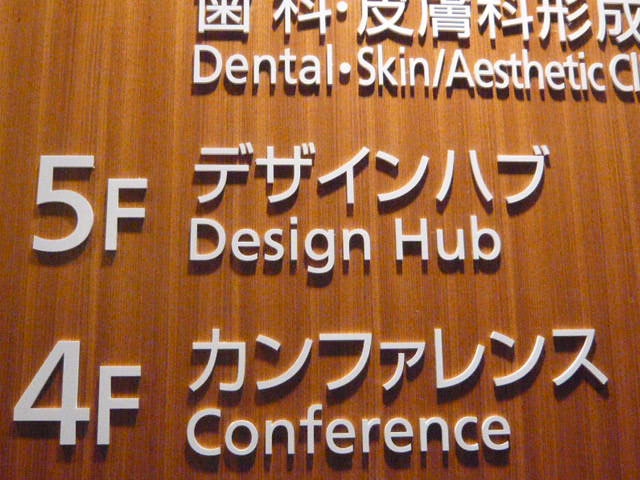 歯科・皮膚科形成
Dental・Skin/Aesthetic Cl
5F デザインハブ
Design Hub
4F カンファレンス
Conference